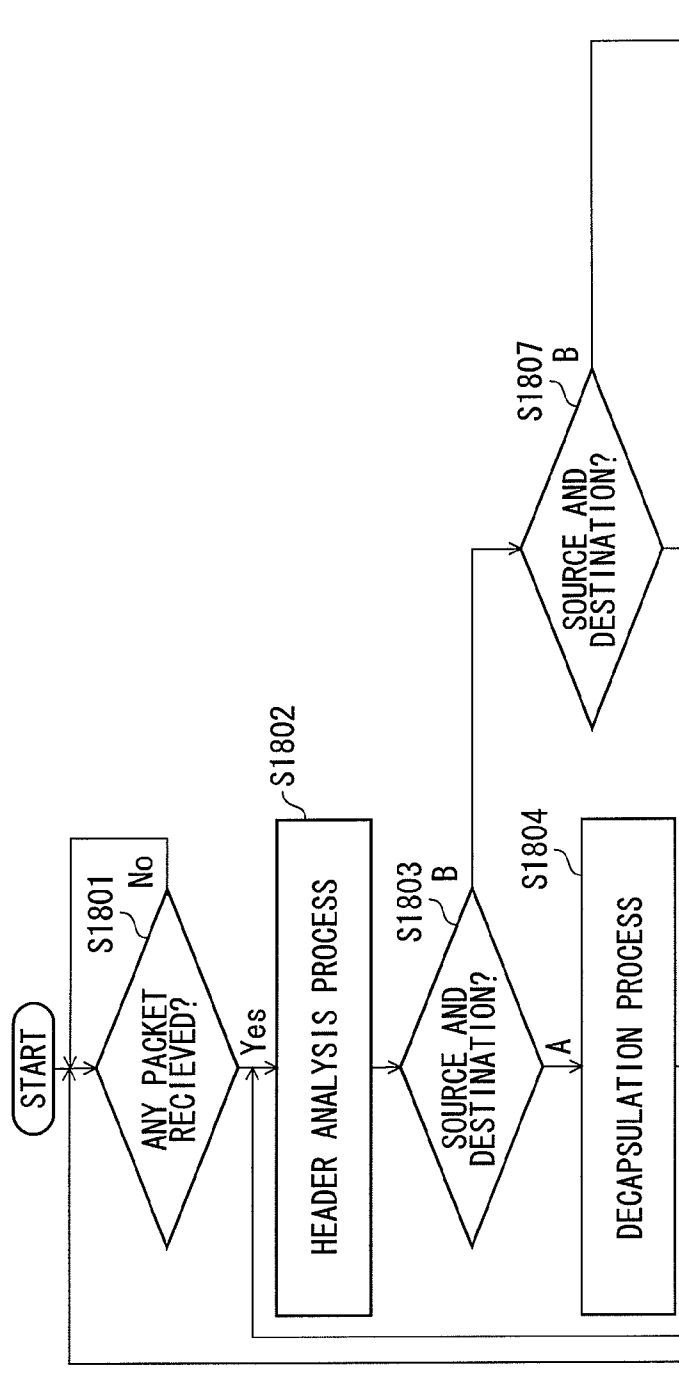 START
S1801
ANY PACKET
RECIEVED?
No
Yes
S1802
HEADER ANALYSIS PROCESS
S1803
SOURCE AND
DESTINATION?
B
A
S1804
DECAPSULATION PROCESS
S1807
SOURCE AND
DESTINATION?
B